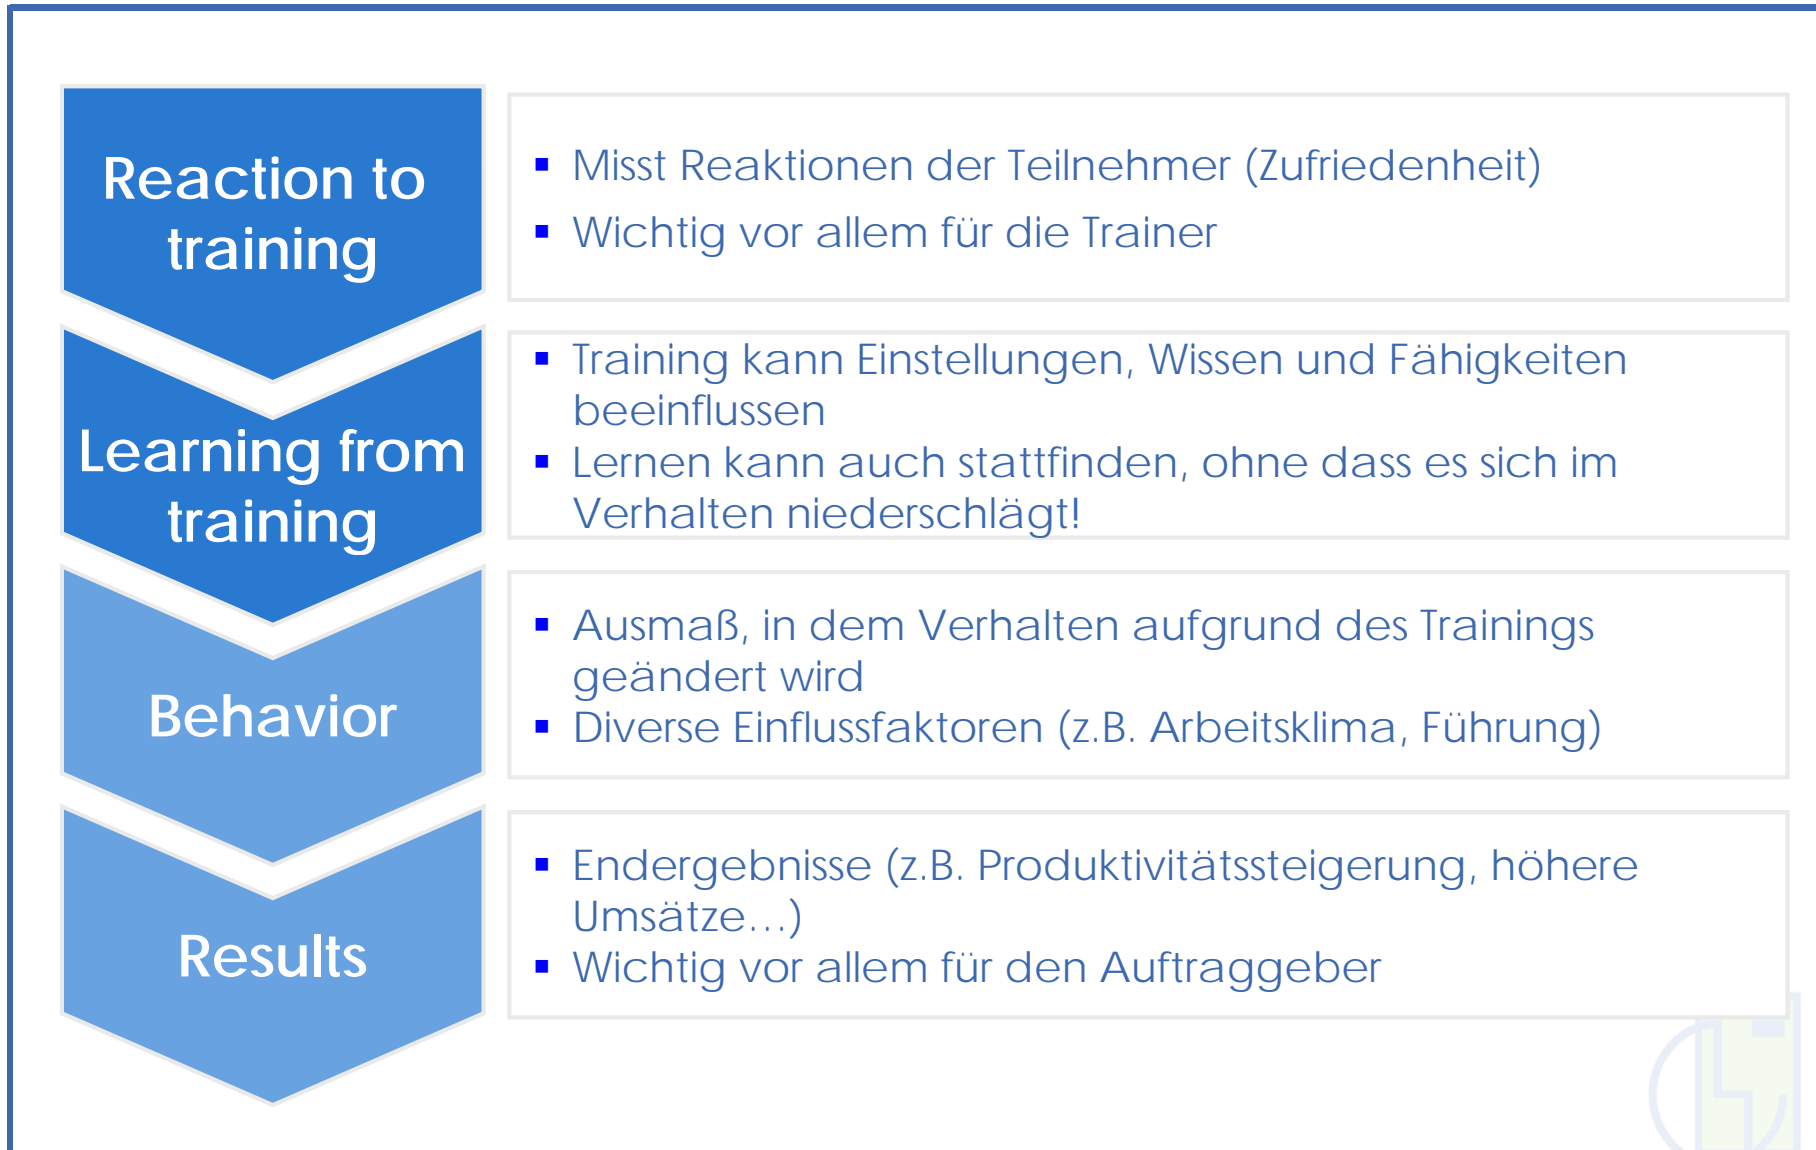 Reaction to
training
▪ Misst Reaktionen der Teilnehmer (Zufriedenheit)
▪ Wichtig vor allem für die Trainer
Learning from
training
▪ Training kann Einstellungen, Wissen und Fähigkeiten
beeinflussen
▪ Lernen kann auch stattfinden, ohne dass es sich im
Verhalten niederschlägt!
Behavior
▪ Ausmaß, in dem Verhalten aufgrund des Trainings
geändert wird
▪ Diverse Einflussfaktoren (z.B. Arbeitsklima, Führung)
Results
▪ Endergebnisse (z.B. Produktivitätssteigerung, höhere
Umsätze…)
▪ Wichtig vor allem für den Auftraggeber